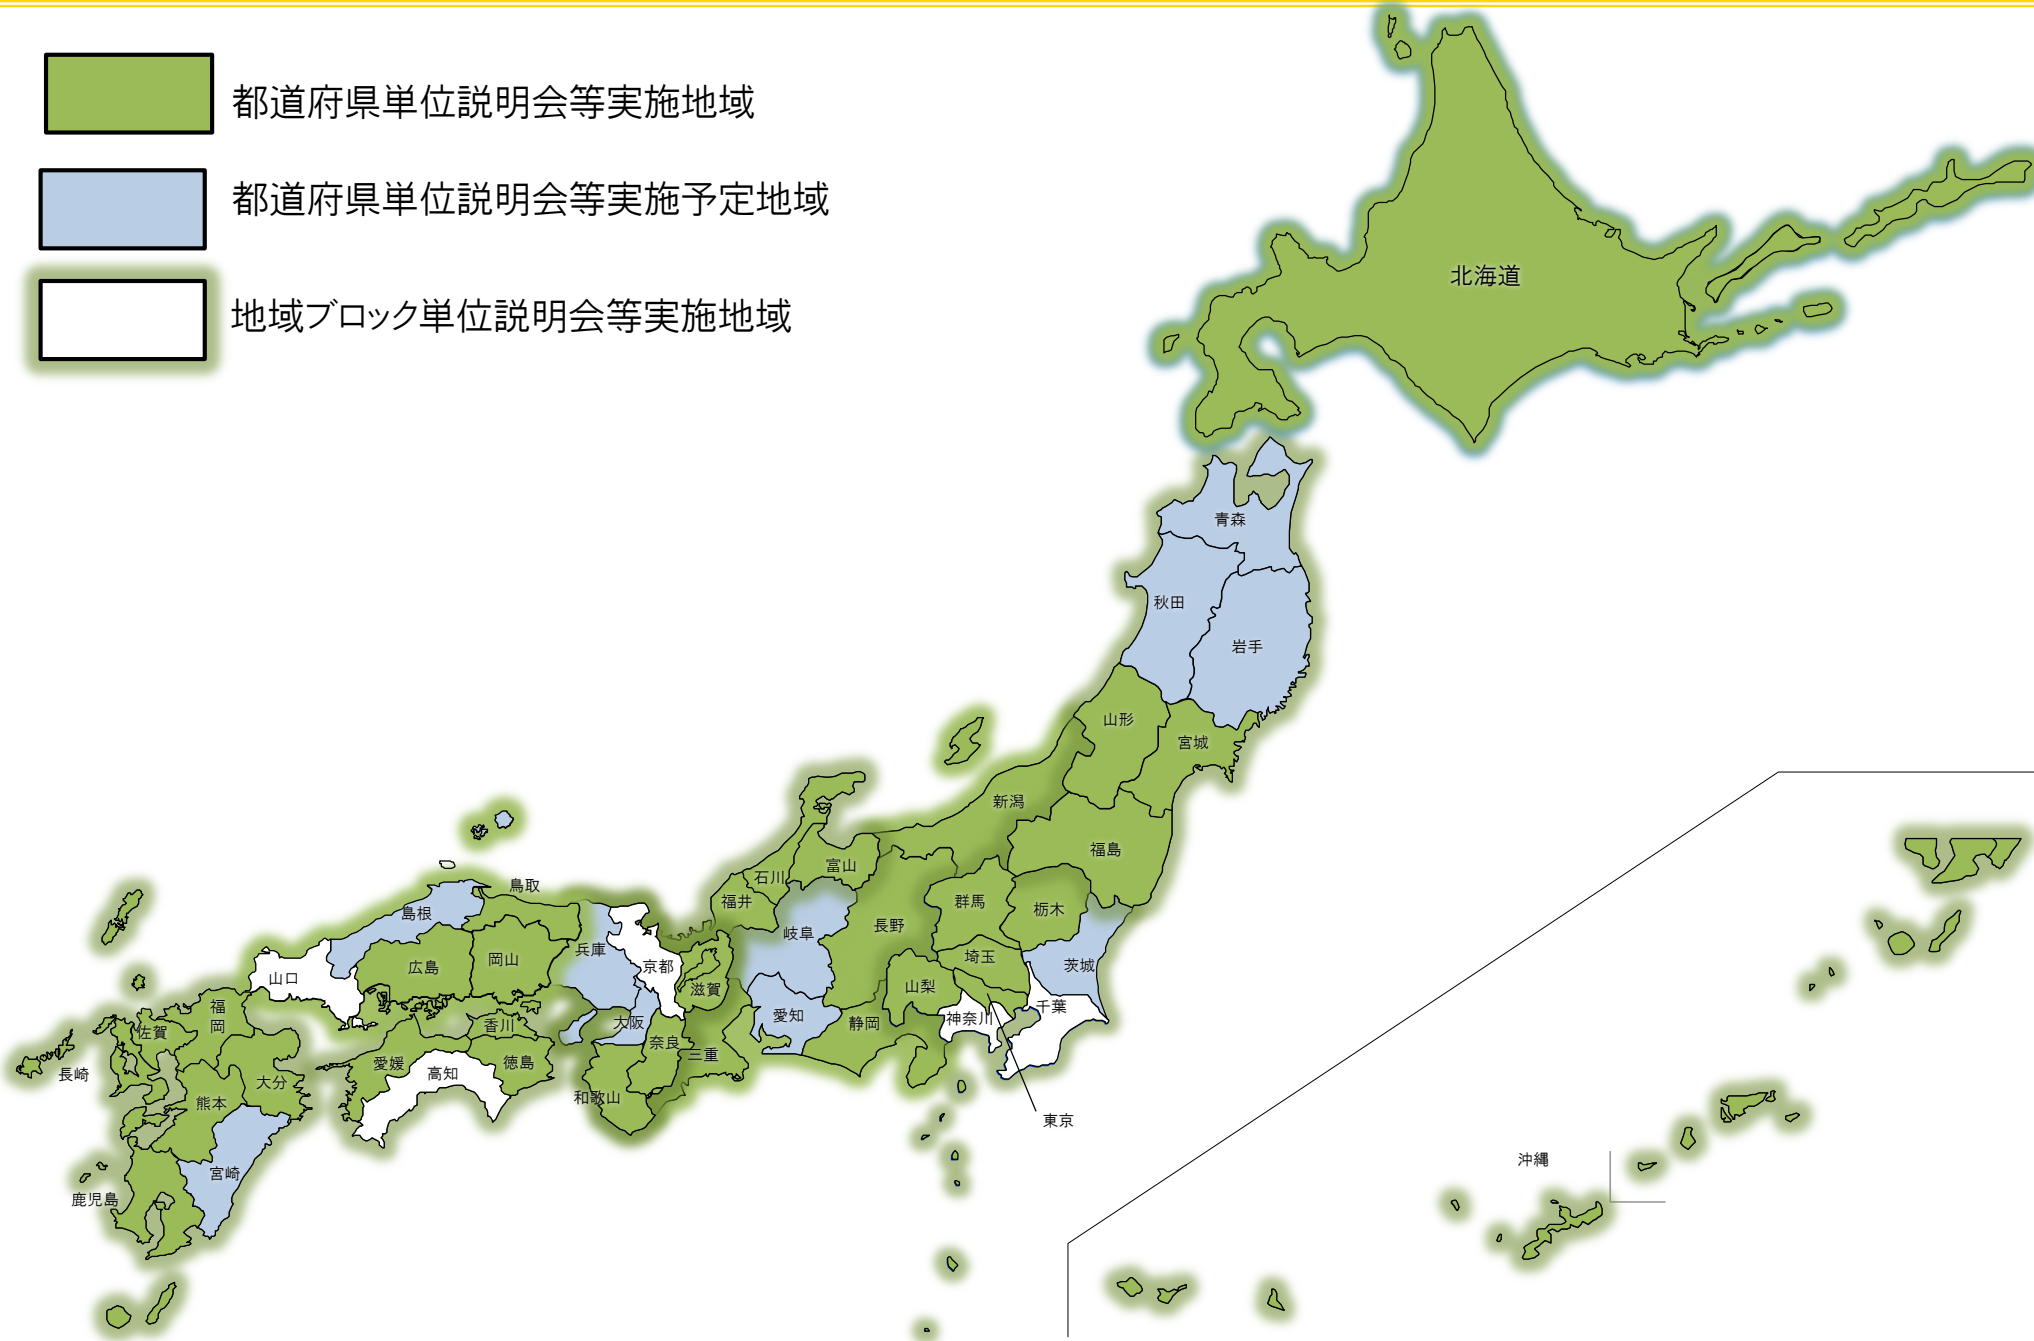 都道府県単位説明会等実施地域
都道府県単位説明会等実施予定地域
地域ブロック単位説明会等実施地域
北海道
青森
秋田
岩手
山形
宮城
新潟
福島
富山
石川
福井
群馬
栃木
長野
岐阜
埼玉
茨城
山梨
千葉
神奈川
東京
静岡
愛知
鳥取
島根
兵庫
京都
滋賀
広島
岡山
山口
大阪
奈良
三重
和歌山
香川
徳島
愛媛
高知
福岡
佐賀
長崎
大分
熊本
宮崎
鹿児島
沖縄